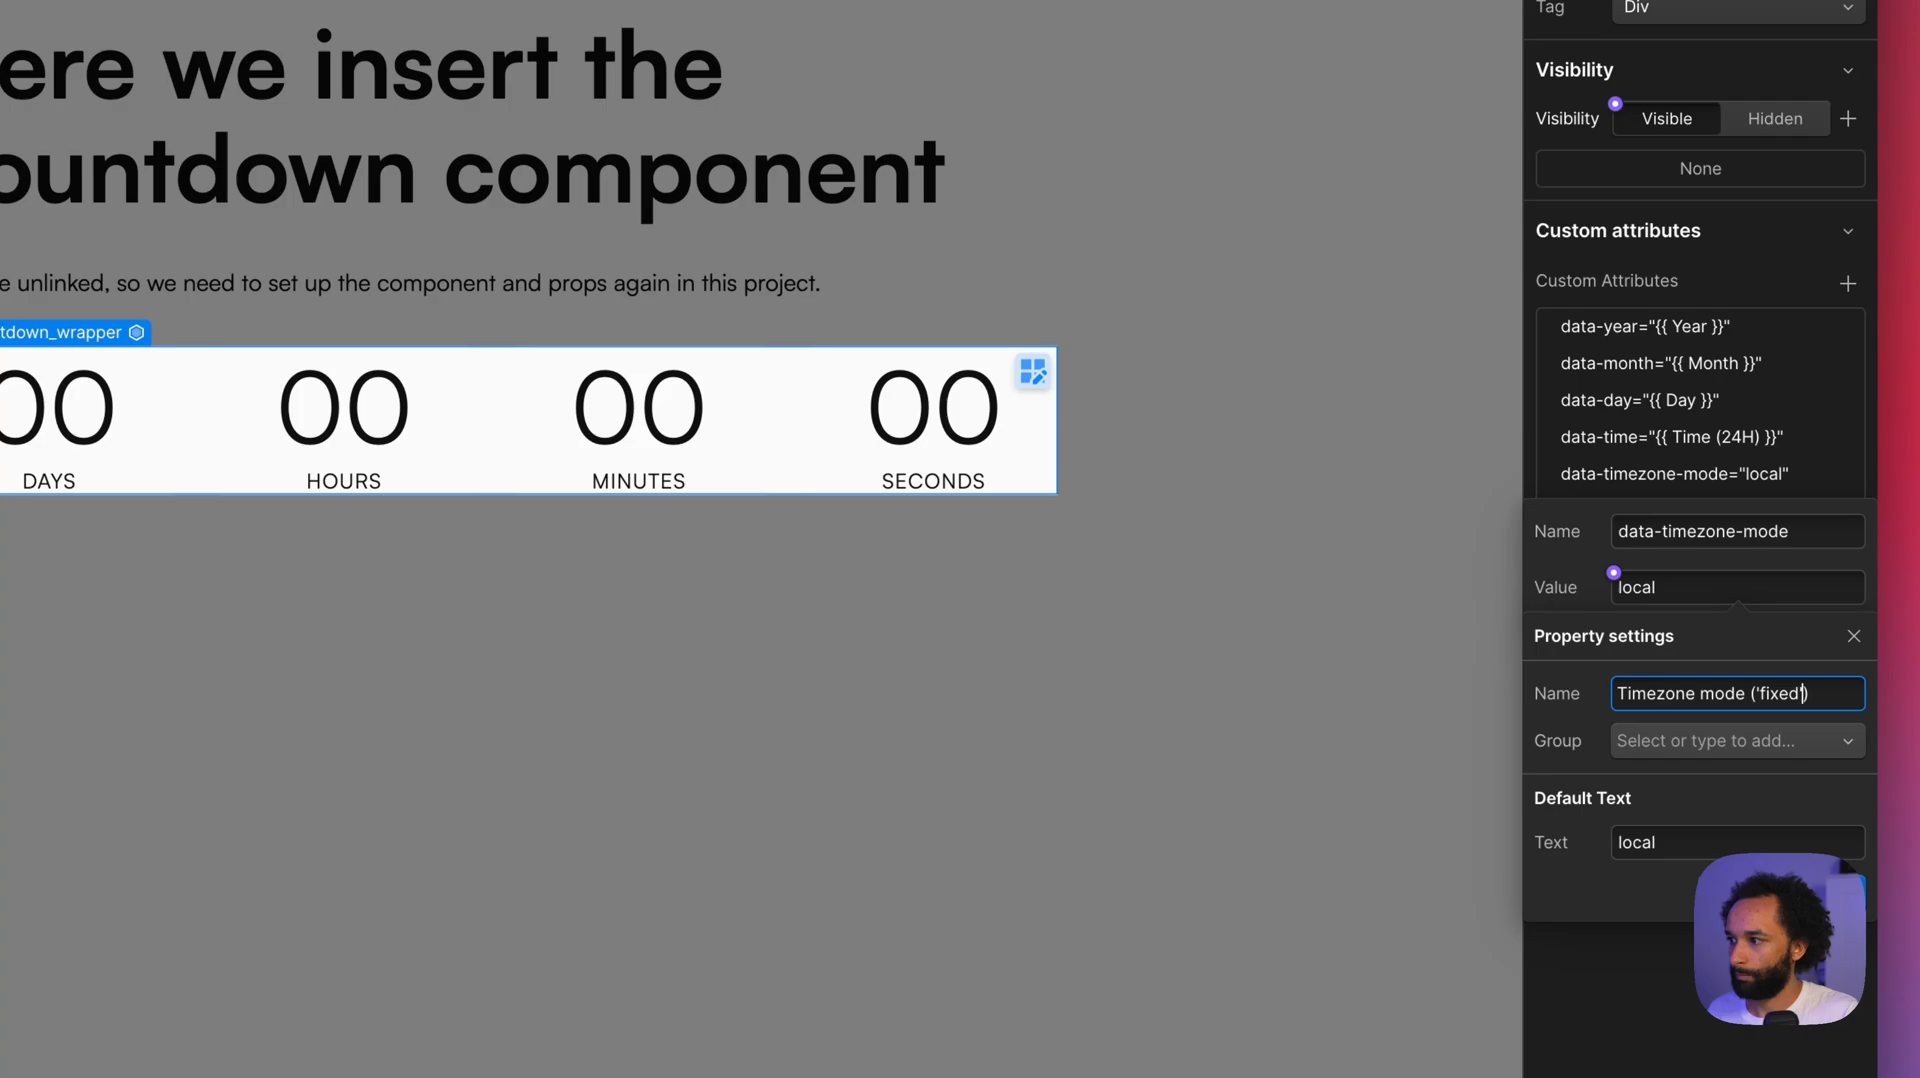 ere we insert the
ountdown component
e unlinked, so we need to set up the component and props again in this project.
tdown_wrapper
00
00
00
00
DAYS
HOURS
MINUTES
SECONDS
Tag
Div
Visibility
Visibility
Visible
Hidden
None
Custom attributes
Custom Attributes
data-year="{{ Year }}"
data-month="{{ Month }}"
data-day="{{ Day }}"
data-time="{{ Time (24H) }}"
data-timezone-mode="local"
Name
data-timezone-mode
Value
local
Property settings
Name
Timezone mode ('fixed')
Group
Select or type to add...
Default Text
Text
local